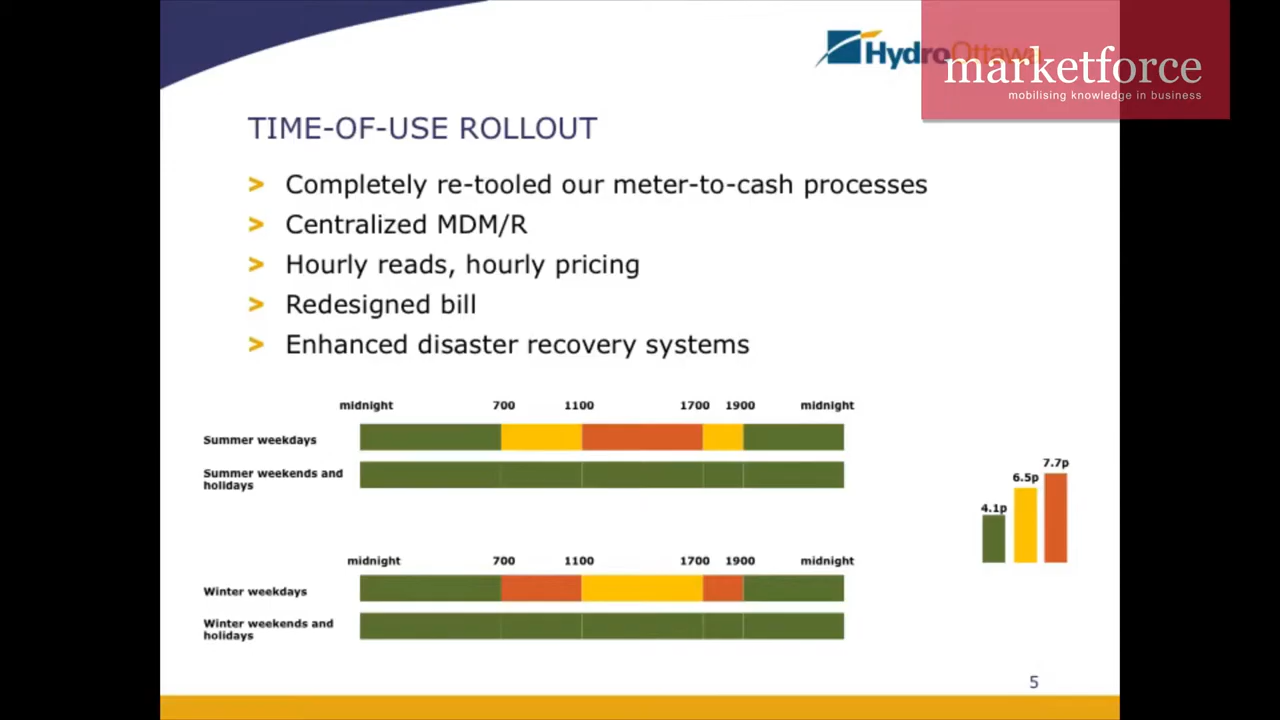 HydroOttawa
marketforce
mobilising knowledge in business
TIME-OF-USE ROLLOUT
> Completely re-tooled our meter-to-cash processes
> Centralized MDM/R
> Hourly reads, hourly pricing
> Redesigned bill
> Enhanced disaster recovery systems
midnight 700 1100 1700 1900 midnight
Summer weekdays
Summer weekends and
holidays
7.7p
6.5p
4.1p
midnight 700 1100 1700 1900 midnight
Winter weekdays
Winter weekends and
holidays
5